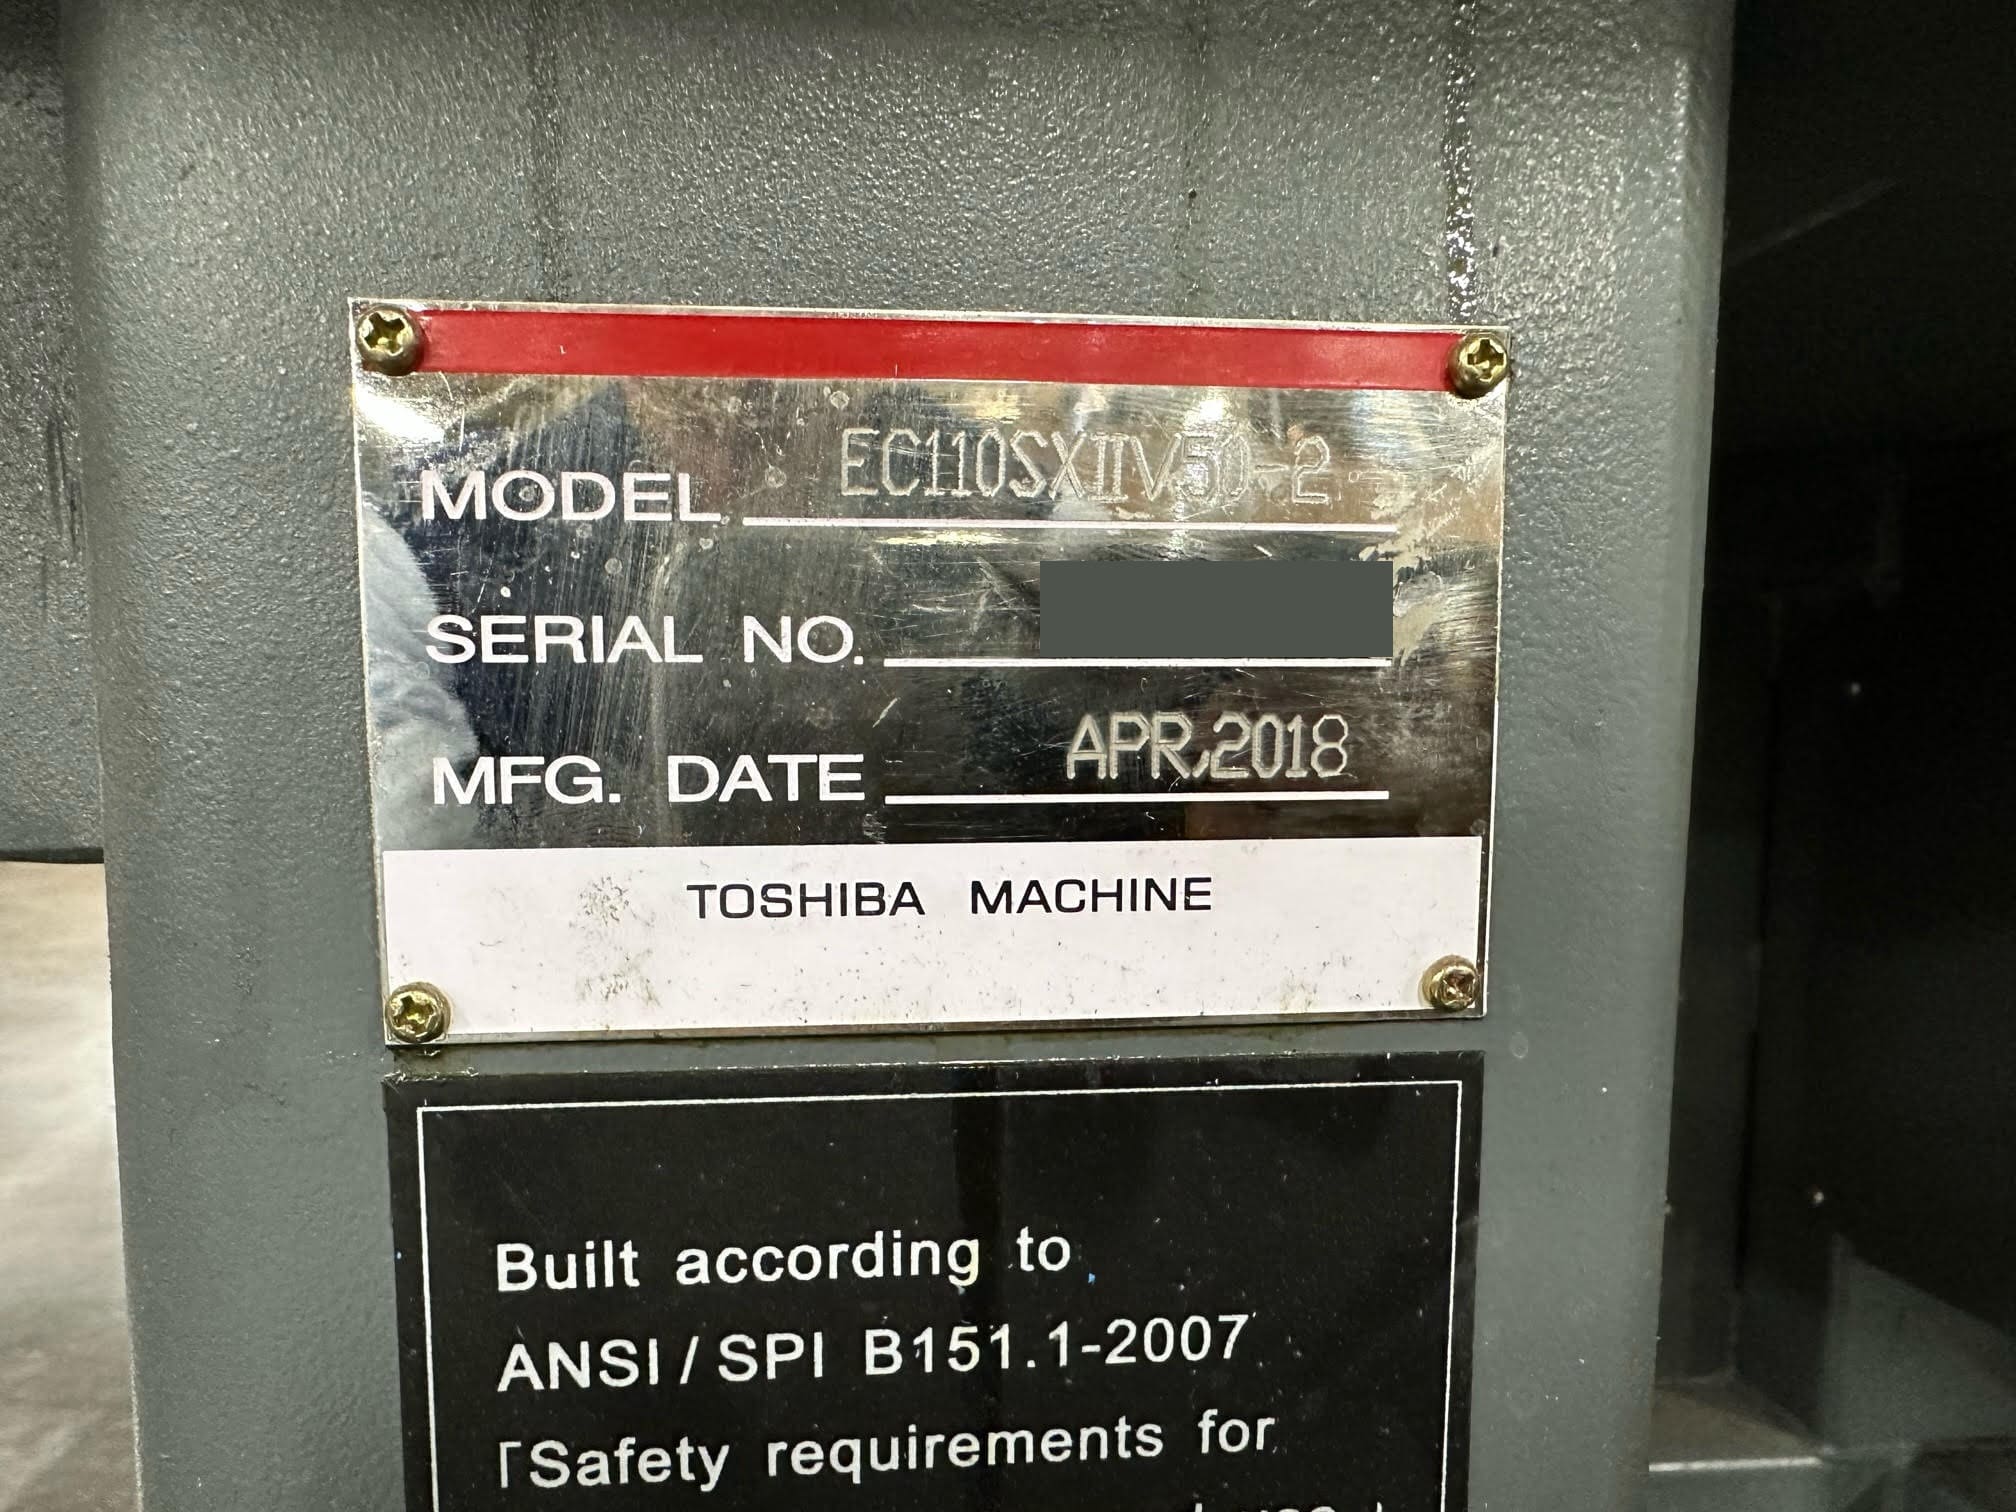 MODEL EC110SXIIV50-2
SERIAL NO.
MFG. DATE APR,2018
TOSHIBA MACHINE
Built according to
ANSI/SPI B151.1-2007
「Safety requirements for